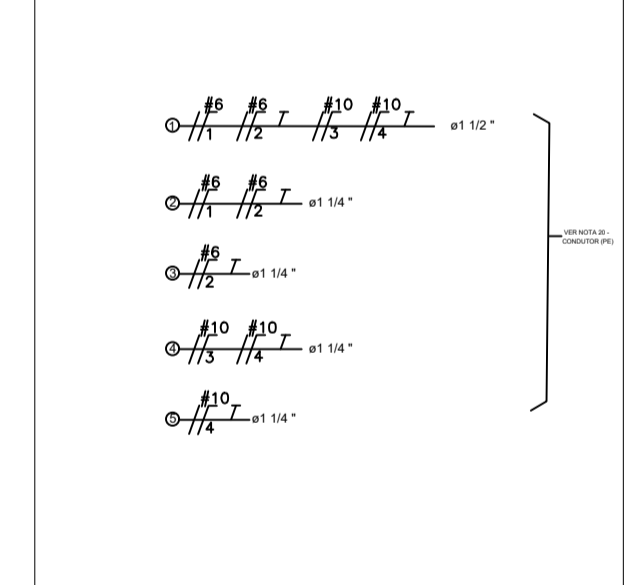 #6 #6 #10 #10
1 1 2 3 4 ø1 1/2 "
#6 #6
2 1 2 ø1 1/4 "
VER NOTA 20 -
CONDUTOR (PE)
#6
3 2 ø1 1/4 "
#10 #10
4 3 4 ø1 1/4 "
#10
5 4 ø1 1/4 "